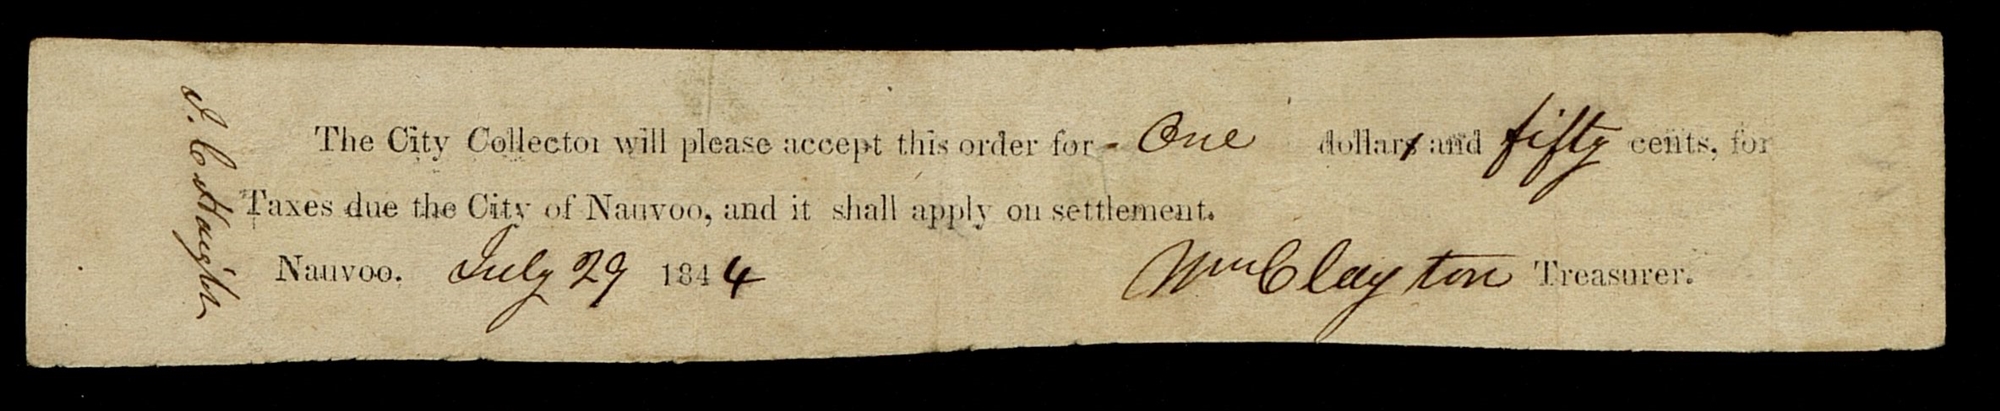 I. C. Haight
The City Collector will please accept this order for - One dollars and fifty cents, for
Taxes due the City of Nauvoo, and it shall apply on settlement.
Nauvoo. July 29 1844 Wm Clayton Treasurer.